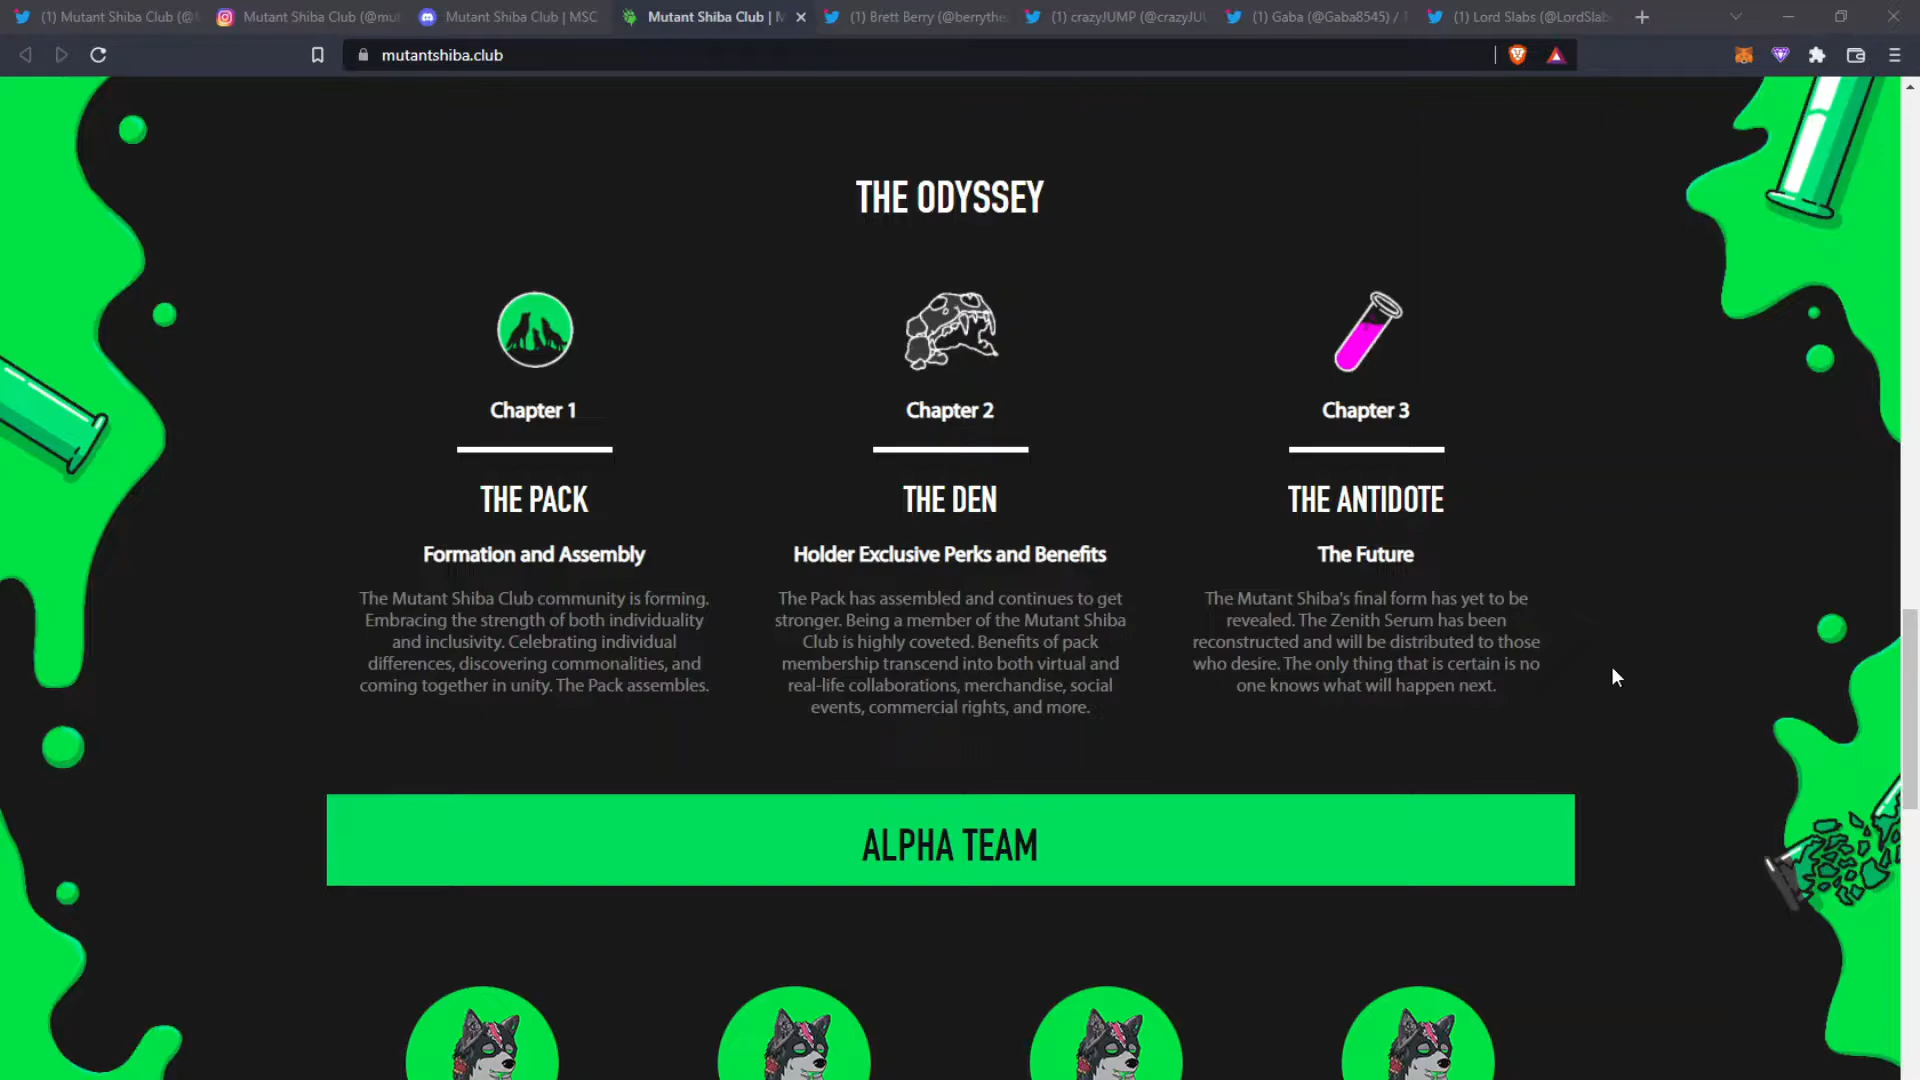 (1) Mutant Shiba Club (@
Mutant Shiba Club (@mu
Mutant Shiba Club | MSC
Mutant Shiba Club | M
(1) Brett Berry (@berrythe
(1) crazyJUMP (@crazyJU
(1) Gaba (@Gaba8545) /
(1) Lord Slabs (@LordSlab
mutantshiba.club
THE ODYSSEY
Chapter 1
THE PACK
Formation and Assembly
The Mutant Shiba Club community is forming.
Embracing the strength of both individuality
and inclusivity. Celebrating individual
differences, discovering commonalities, and
coming together in unity. The Pack assembles.
Chapter 2
THE DEN
Holder Exclusive Perks and Benefits
The Pack has assembled and continues to get
stronger. Being a member of the Mutant Shiba
Club is highly coveted. Benefits of pack
membership transcend into both virtual and
real-life collaborations, merchandise, social
events, commercial rights, and more.
Chapter 3
THE ANTIDOTE
The Future
The Mutant Shiba's final form has yet to be
revealed. The Zenith Serum has been
reconstructed and will be distributed to those
who desire. The only thing that is certain is no
one knows what will happen next.
ALPHA TEAM